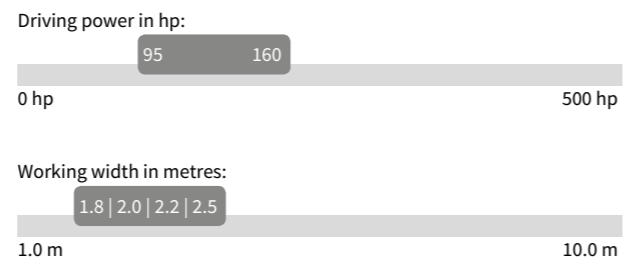 Driving power in hp:
95 160
0 hp 500 hp
Working width in metres:
1.8 | 2.0 | 2.2 | 2.5
1.0 m 10.0 m